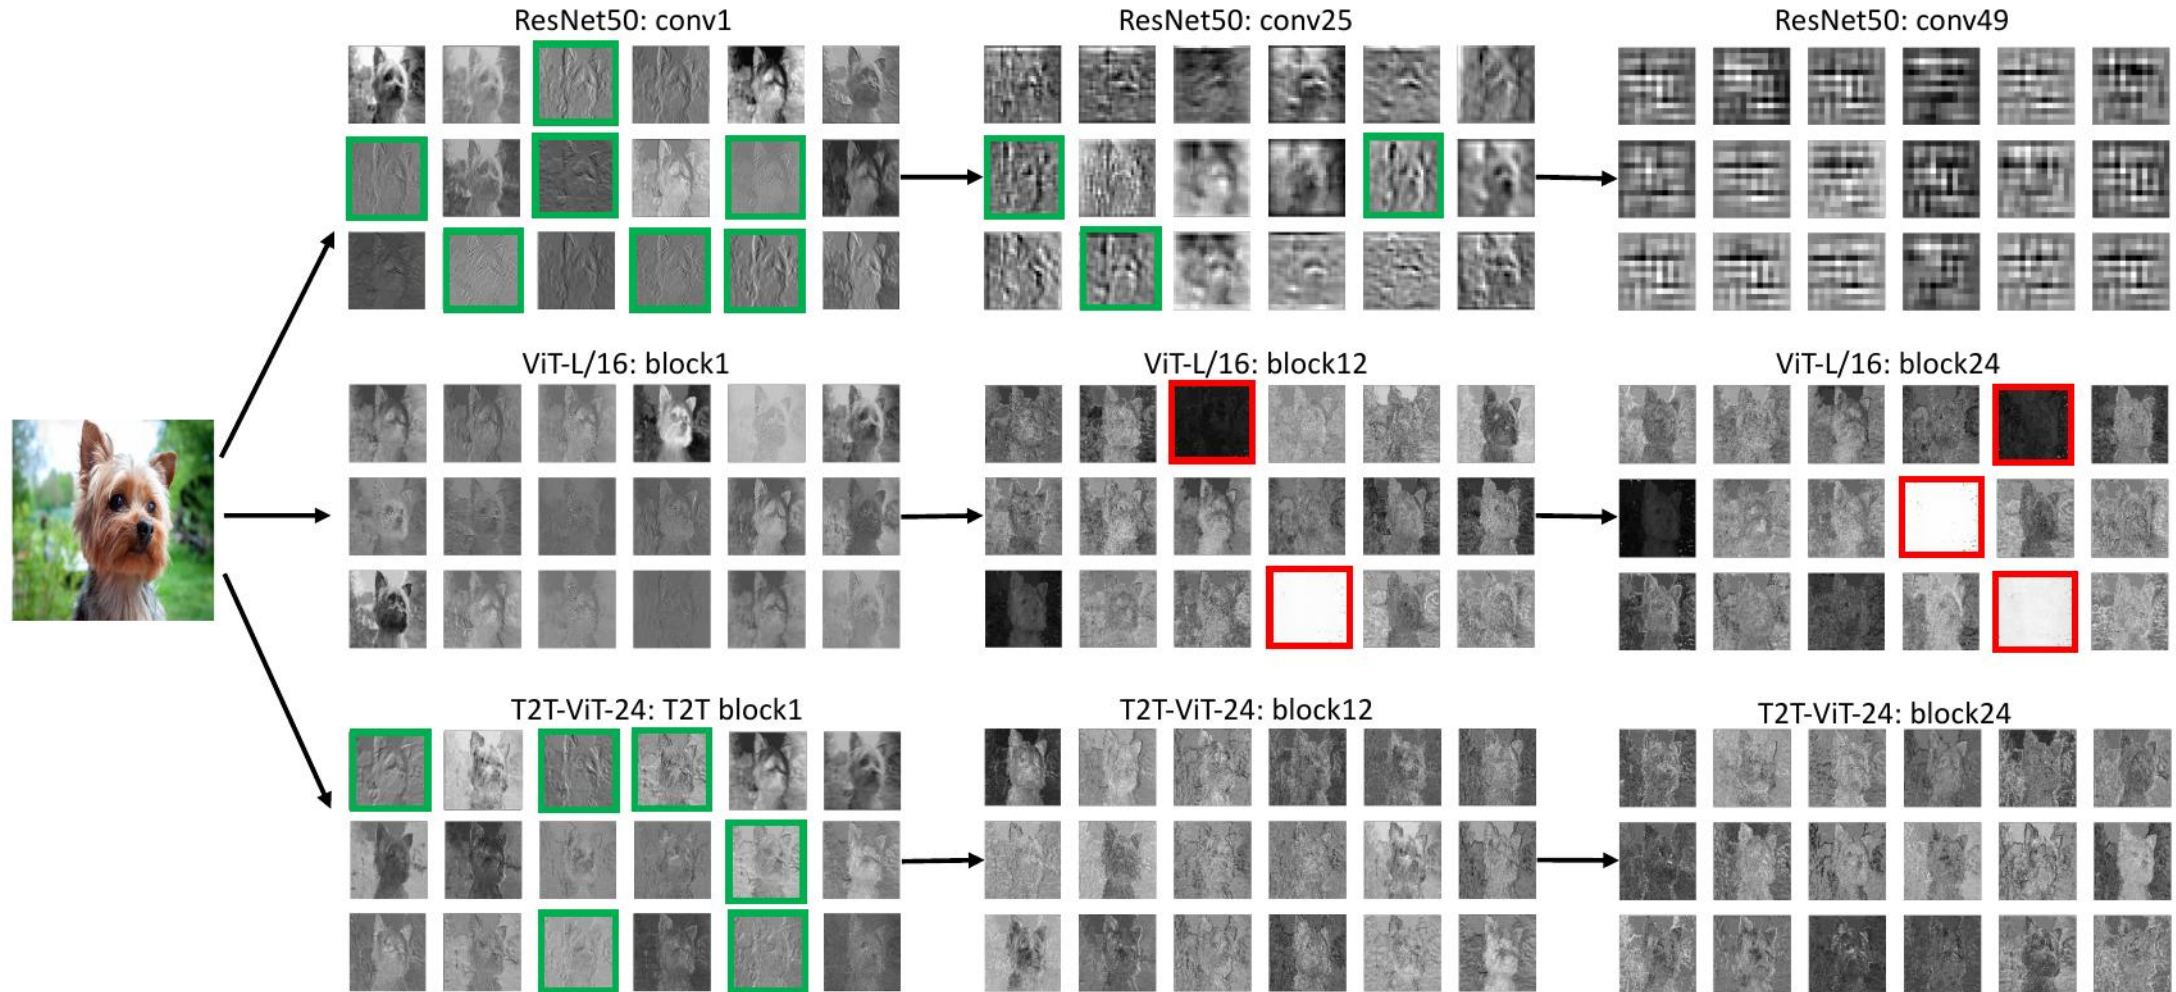 ResNet50: conv1
ResNet50: conv25
ResNet50: conv49
ViT-L/16: block1
ViT-L/16: block12
ViT-L/16: block24
T2T-ViT-24: T2T block1
T2T-ViT-24: block12
T2T-ViT-24: block24